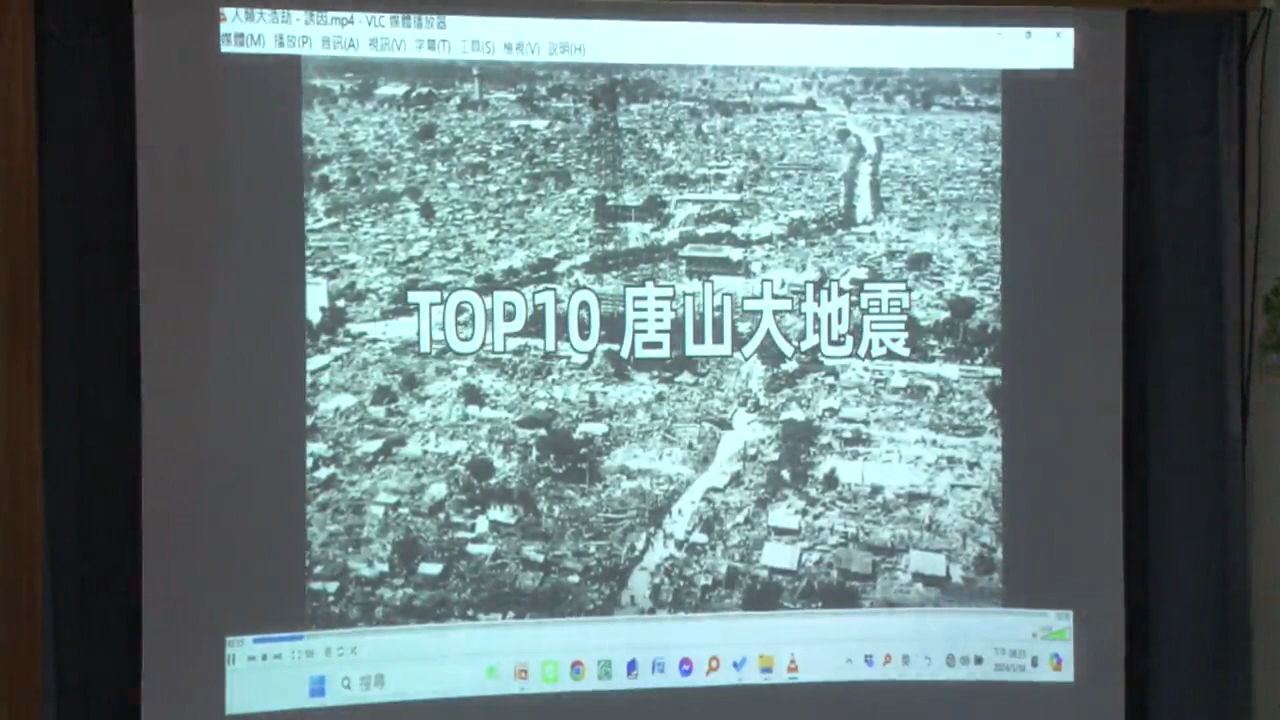 人類大浩劫 - 誘因.mp4 - VLC 媒體播放器
媒體(M) 播放(P) 音訊(A) 視訊(V) 字幕(T) 工具(S) 檢視(V) 說明(H)
TOP10 唐山大地震
搜尋